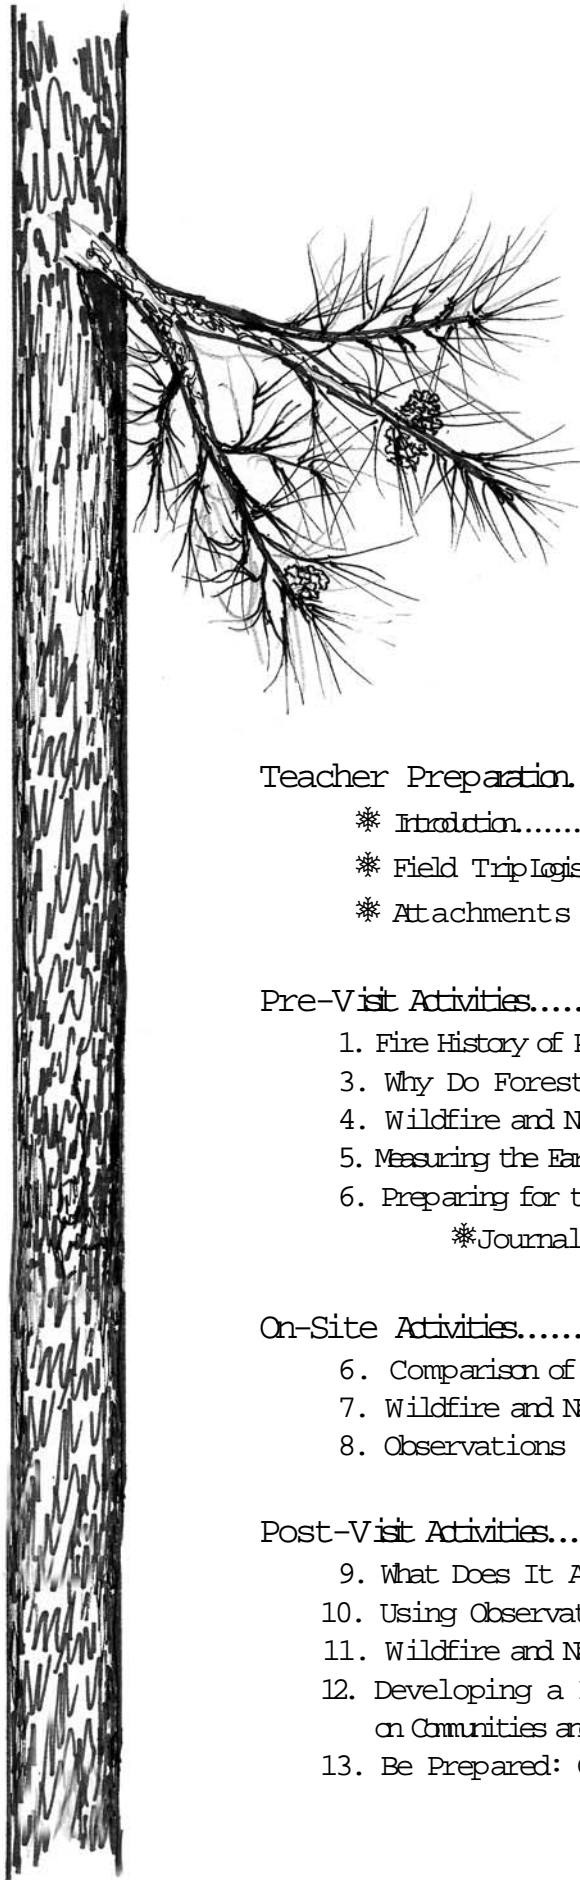 Teacher Preparation.
❄ Introduction.......
❄ Field Trip Logis
❄ Attachments
Pre-Visit Activities.....
1. Fire History of
3. Why Do Forest
4. Wildfire and N
5. Measuring the Ear
6. Preparing for t
❄Journal
On-Site Activities......
6. Comparison of
7. Wildfire and Na
8. Observations
Post-Visit Activities...
9. What Does It A
10. Using Observat
11. Wildfire and Na
12. Developing a
on Communities an
13. Be Prepared: